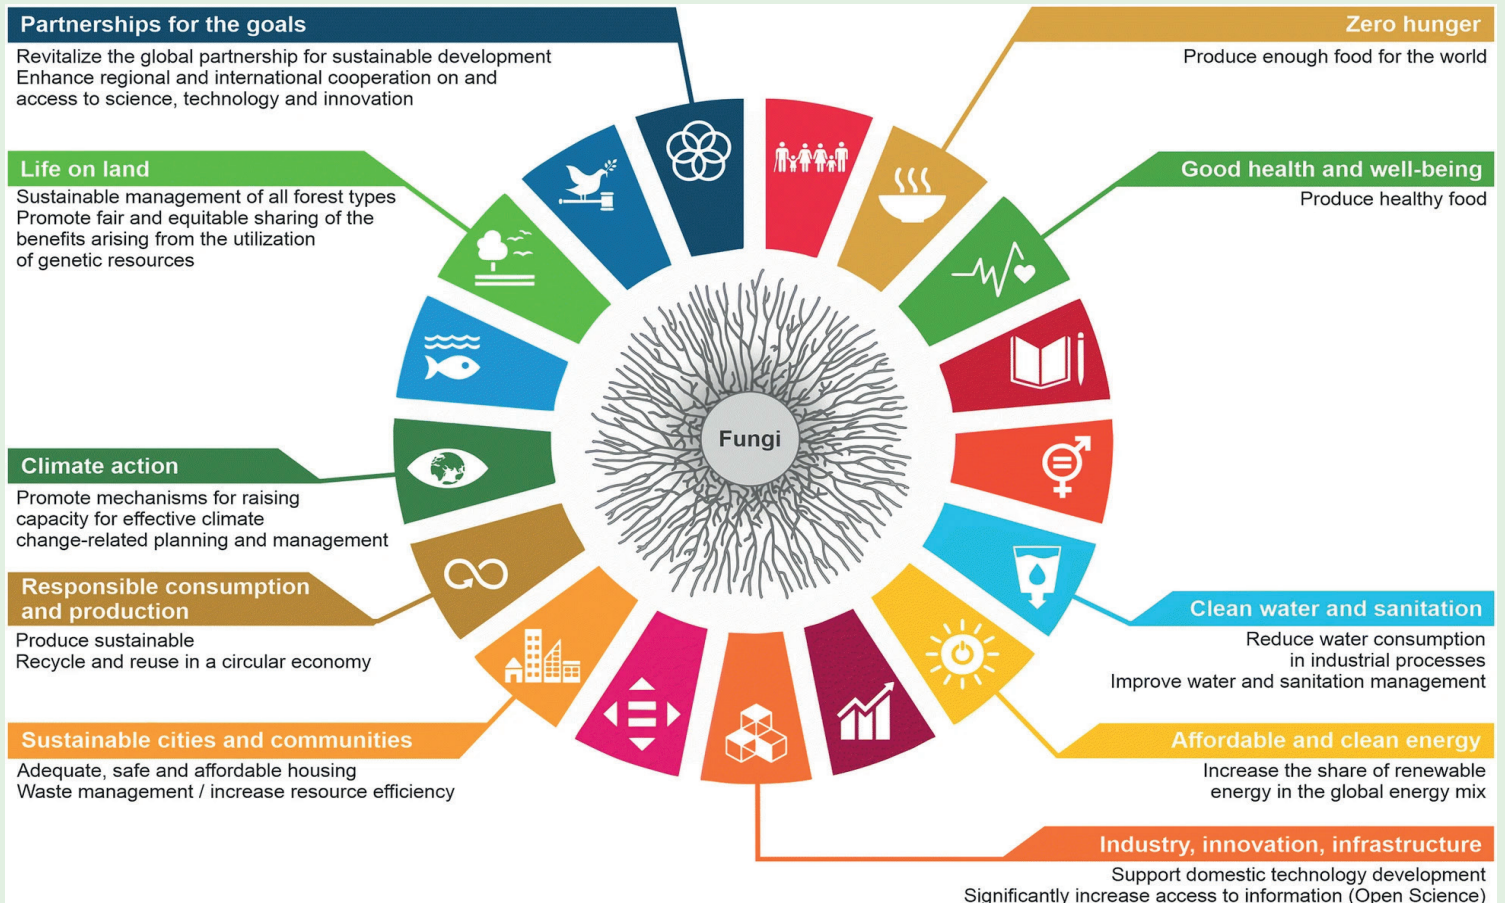 Partnerships for the goals
Revitalize the global partnership for sustainable development
Enhance regional and international cooperation on and
access to science, technology and innovation
Zero hunger
Produce enough food for the world
Life on land
Sustainable management of all forest types
Promote fair and equitable sharing of the
benefits arising from the utilization
of genetic resources
Good health and well-being
Produce healthy food
Fungi
Climate action
Promote mechanisms for raising
capacity for effective climate
change-related planning and management
Responsible consumption
and production
Produce sustainable
Recycle and reuse in a circular economy
Clean water and sanitation
Reduce water consumption
in industrial processes
Improve water and sanitation management
Sustainable cities and communities
Adequate, safe and affordable housing
Waste management / increase resource efficiency
Affordable and clean energy
Increase the share of renewable
energy in the global energy mix
Industry, innovation, infrastructure
Support domestic technology development
Significantly increase access to information (Open Science)